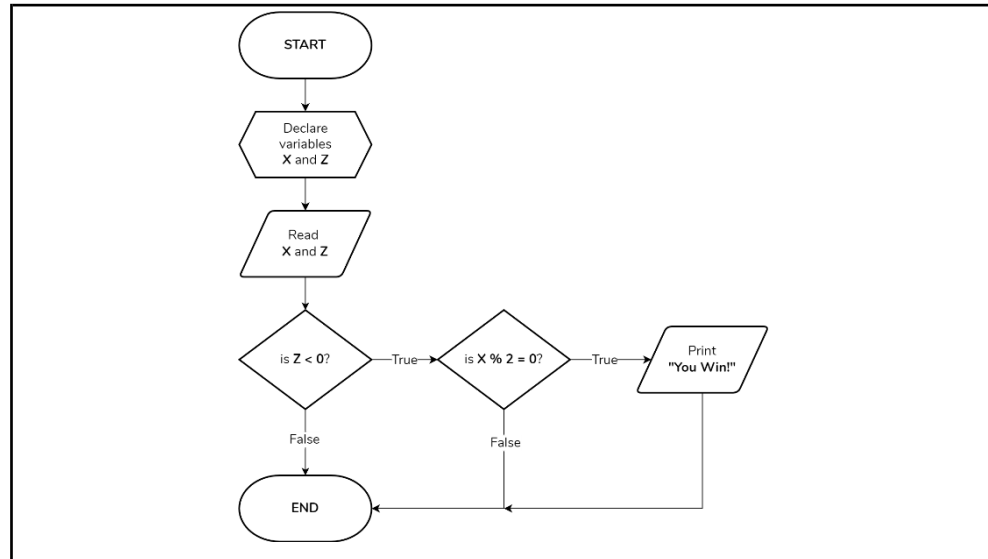 START
Declare
variables
X and Z
Read
X and Z
is Z < 0?
True
is X % 2 = 0?
True
Print
"You Win!"
False
False
END